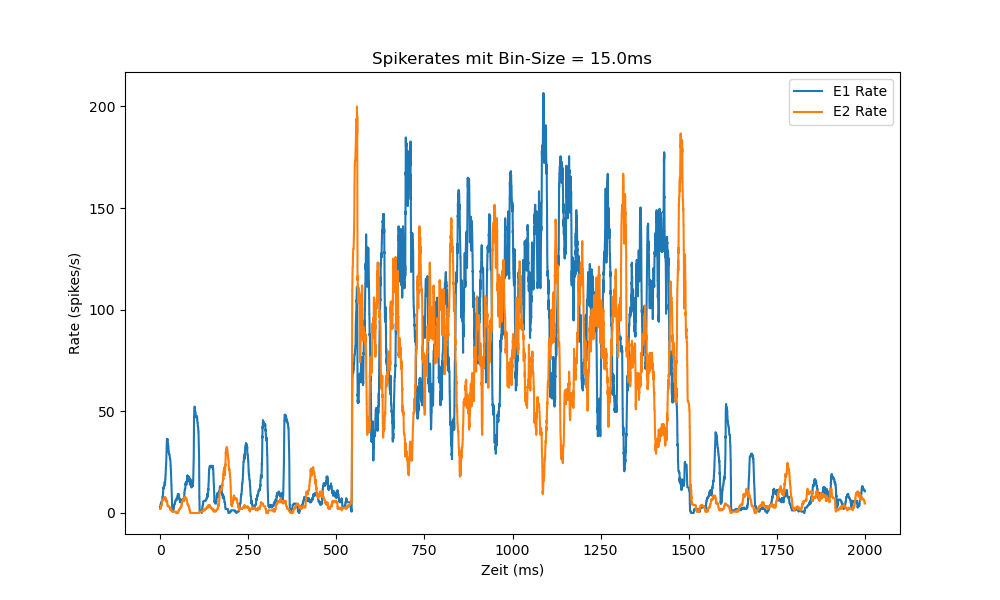 Spikerates mit Bin-Size = 15.0ms
E1 Rate
E2 Rate
Rate (spikes/s)
200
150
100
50
0
0 250 500 750 1000 1250 1500 1750 2000
Zeit (ms)